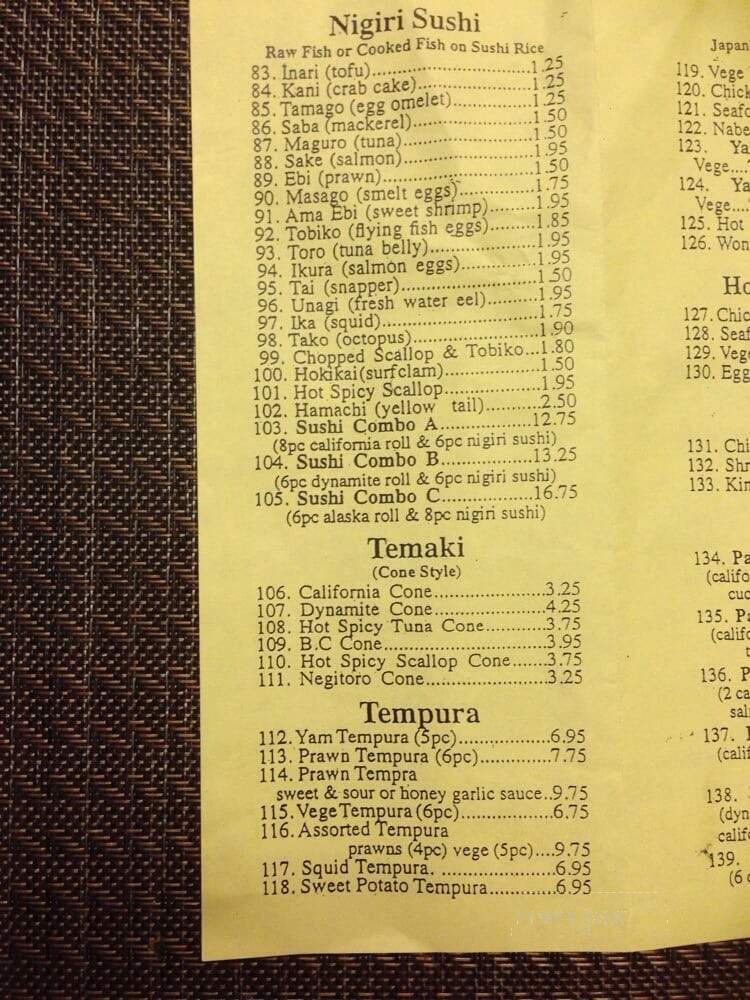 Nigiri Sushi
Raw Fish or Cooked Fish on Sushi Rice
83. Inari (tofu)..............................1.25
84. Kani (crab cake).......................1.25
85. Tamago (egg omelet)................1.25
86. Saba (mackerel).......................1.50
87. Maguro (tuna)..........................1.50
88. Sake (salmon)..........................1.95
89. Ebi (prawn)..............................1.50
90. Masago (smelt eggs)................1.75
91. Ama Ebi (sweet shrimp)...........1.95
92. Tobiko (flying fish eggs)...........1.85
93. Toro (tuna belly)......................1.95
94. Ikura (salmon eggs).................1.95
95. Tai (snapper)...........................1.50
96. Unagi (fresh water eel)............1.95
97. Ika (squid)...............................1.75
98. Tako (octopus).........................1.90
99. Chopped Scallop & Tobiko...1.80
100. Hokikai(surfclam)..................1.50
101. Hot Spicy Scallop..................1.95
102. Hamachi (yellow tail)..........2.50
103. Sushi Combo A.................12.75
(8pc california roll & 6pc nigiri sushi)
104. Sushi Combo B.................13.25
(6pc dynamite roll & 6pc nigiri sushi)
105. Sushi Combo C.................16.75
(6pc alaska roll & 8pc nigiri sushi)
Temaki
(Cone Style)
106. California Cone....................3.25
107. Dynamite Cone....................4.25
108. Hot Spicy Tuna Cone...........3.75
109. B.C Cone..............................3.95
110. Hot Spicy Scallop Cone.......3.75
111. Negitoro Cone......................3.25
Tempura
112. Yam Tempura (5pc)................6.95
113. Prawn Tempura (6pc).............7.75
114. Prawn Tempra
sweet & sour or honey garlic sauce..9.75
115. Vege Tempura (6pc)................6.75
116. Assorted Tempura
prawns (4pc) vege (5pc)....9.75
117. Squid Tempura. ....................6.95
118. Sweet Potato Tempura............6.95
Japan
119. Vege
120. Chick
121. Seafo
122. Nabe
123. Ya
Vege....
124. Ya
Vege....
125. Hot
126. Won
Ho
127. Chic
128. Seaf
129. Vege
130. Egg
131. Chi
132. Shr
133. Kin
134. Pa
(califo
cuc
135. Pa
(califo
t
136. P
(2 ca
sal
137.
(calif
138.
(dyn
califo
139.
(6 c